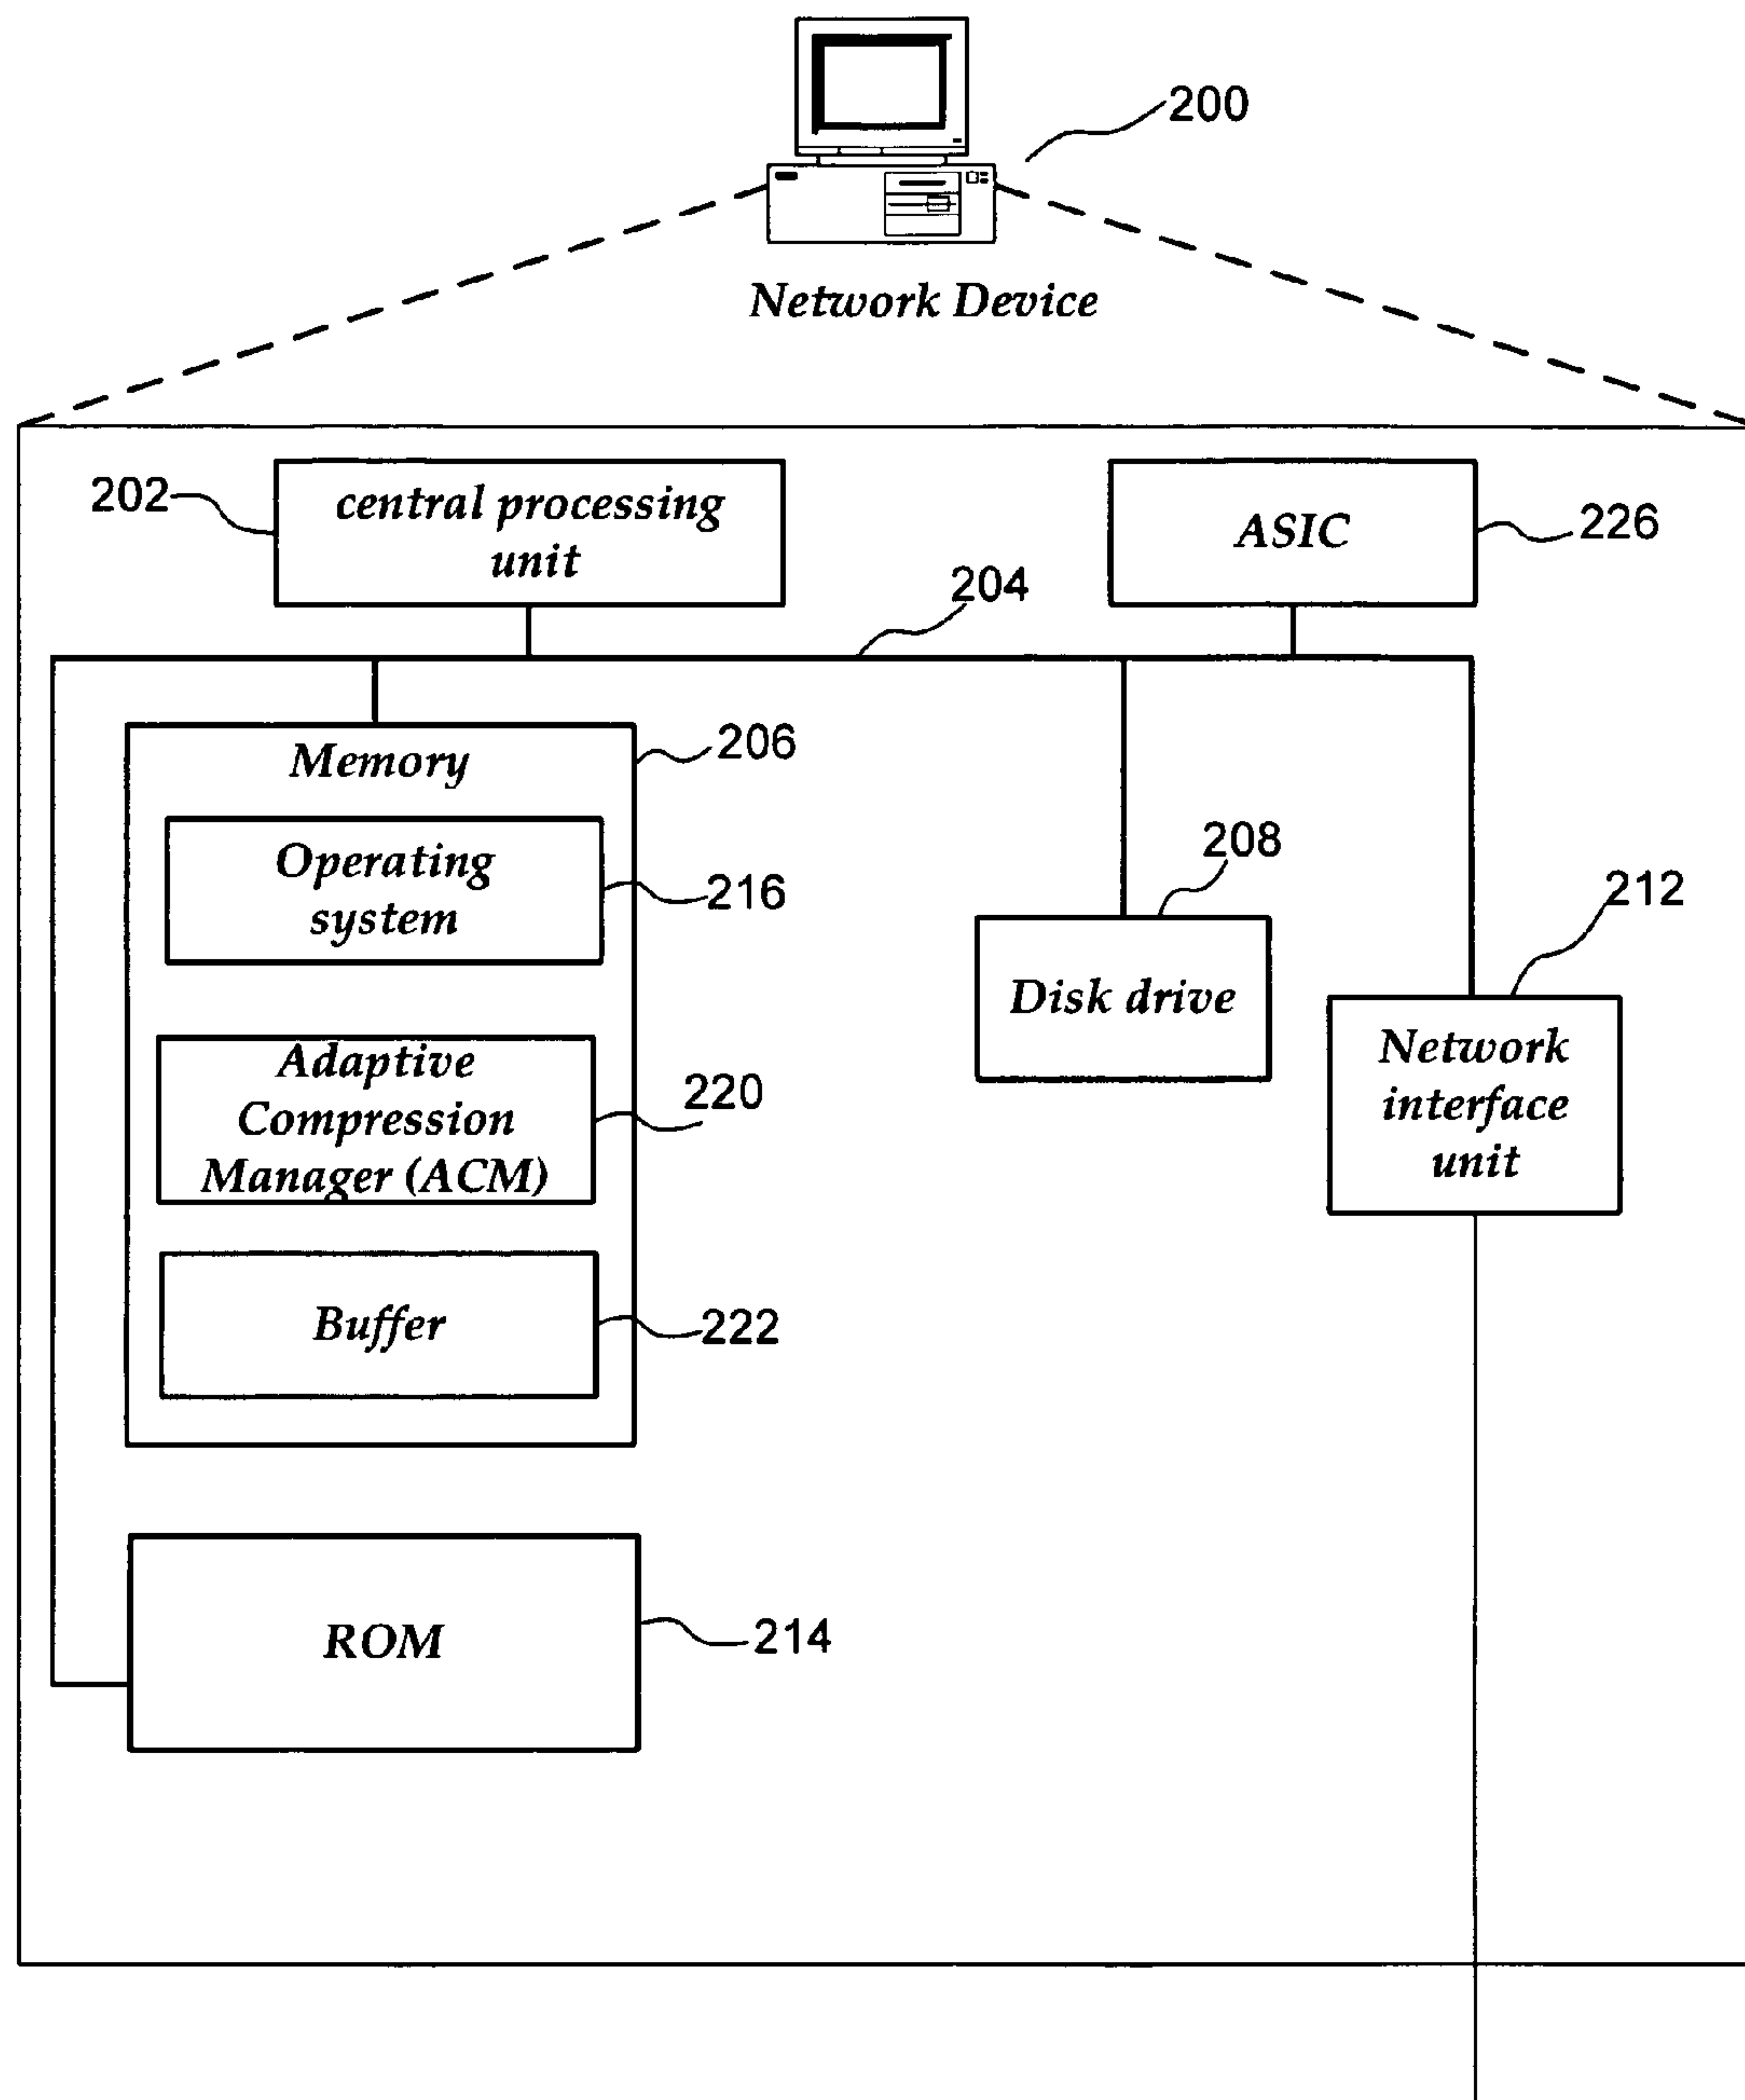 200
Network Device
202
central processing
unit
ASIC
226
204
Memory
206
Operating
system
216
208
212
Disk drive
Network
interface
unit
Adaptive
Compression
Manager (ACM)
220
Buffer
222
ROM
214